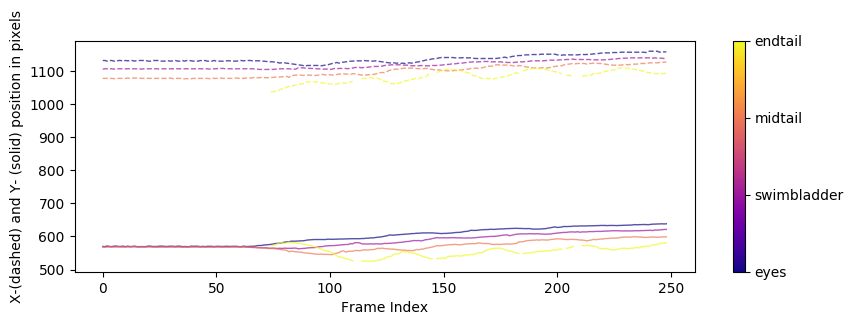 X-(dashed) and Y- (solid) position in pixels
1100
1000
900
800
700
600
500
0
50
100
150
200
250
Frame Index
endtail
midtail
swimbladder
eyes